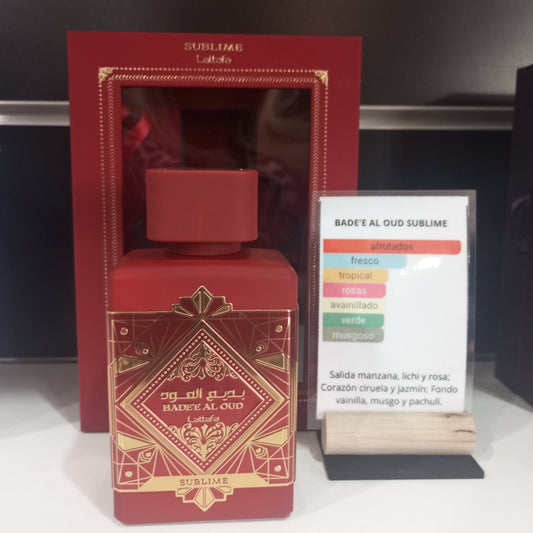 SUBLIME
Lattafa
بديع العود
BADE'E AL OUD
Lattafa
SUBLIME
BADE'E AL OUD SUBLIME
afrutados
fresco
tropical
rosas
avainillado
verde
musgoso
Salida manzana, lichi y rosa;
Corazón ciruela y jazmín; Fondo
vainilla, musgo y pachulí.